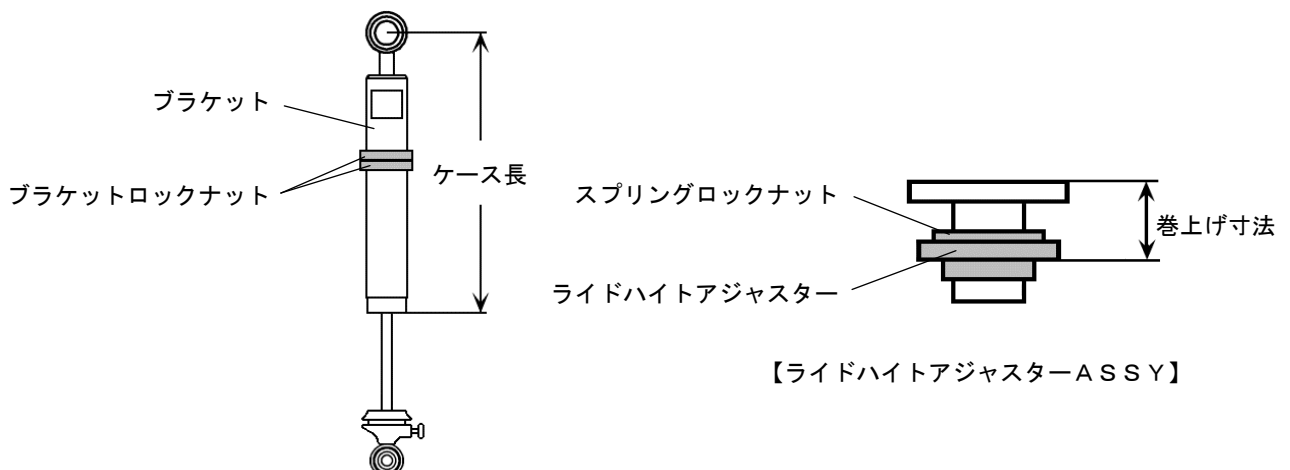 ブラケット
ブラケットロックナット
ケース長
スプリングロックナット
ライドハイトアジャスター
巻上げ寸法
【ライドハイトアジャスターＡＳＳＹ】